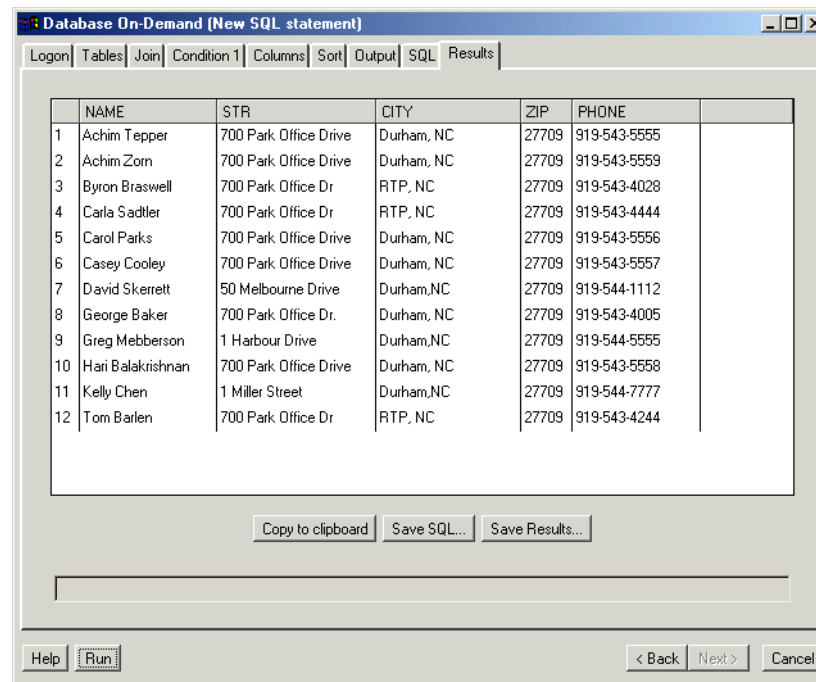 Database On-Demand (New SQL statement)
Logon Tables Join Condition 1 Columns Sort Output SQL Results
NAME STR CITY ZIP PHONE
1 Achim Tepper 700 Park Office Drive Durham, NC 27709 919-543-5555
2 Achim Zorn 700 Park Office Drive Durham, NC 27709 919-543-5559
3 Byron Braswell 700 Park Office Dr RTP, NC 27709 919-543-4028
4 Carla Sadtler 700 Park Office Dr RTP, NC 27709 919-543-4444
5 Carol Parks 700 Park Office Drive Durham, NC 27709 919-543-5556
6 Casey Cooley 700 Park Office Drive Durham, NC 27709 919-543-5557
7 David Skerrett 50 Melbourne Drive Durham,NC 27709 919-544-1112
8 George Baker 700 Park Office Dr. Durham, NC 27709 919-543-4005
9 Greg Mebberson 1 Harbour Drive Durham,NC 27709 919-544-5555
10 Hari Balakrishnan 700 Park Office Drive Durham, NC 27709 919-543-5558
11 Kelly Chen 1 Miller Street Durham,NC 27709 919-544-7777
12 Tom Barlen 700 Park Office Dr RTP, NC 27709 919-543-4244
Copy to clipboard Save SQL... Save Results...
Help Run < Back Next > Cancel